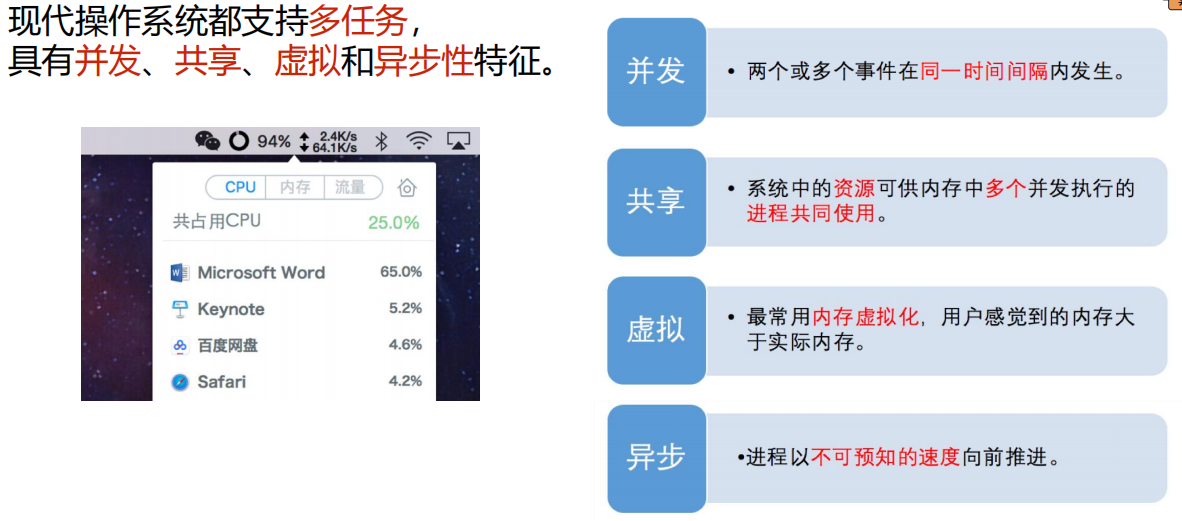 现代操作系统都支持多任务，
具有并发、共享、虚拟和异步性特征。
94%
2.4K/s
64.1K/s
CPU
内存
流量
共占用CPU
25.0%
Microsoft Word
65.0%
Keynote
5.2%
百度网盘
4.6%
Safari
4.2%
并发
• 两个或多个事件在同一时间间隔内发生。
共享
• 系统中的资源可供内存中多个并发执行的
进程共同使用。
虚拟
• 最常用内存虚拟化，用户感觉到的内存大
于实际内存。
异步
•进程以不可预知的速度向前推进。